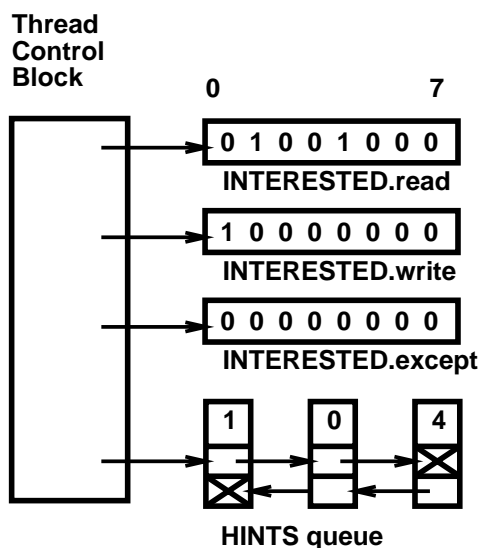 Thread
Control
Block
0 7
0 1 0 0 1 0 0 0
INTERESTED.read
1 0 0 0 0 0 0 0
INTERESTED.write
0 0 0 0 0 0 0 0
INTERESTED.except
1 0 4
HINTS queue